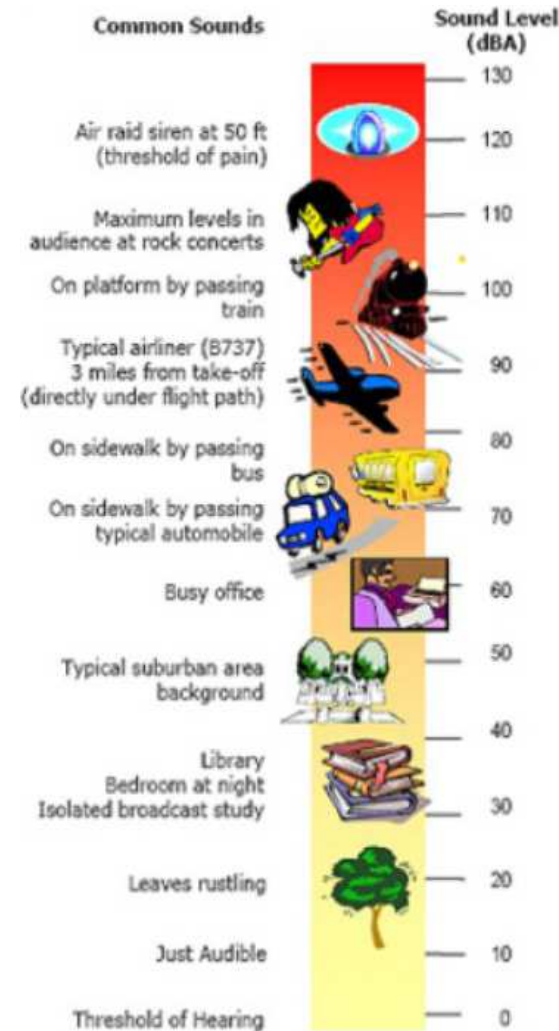 Common Sounds
Sound Level
(dBA)
130
Air raid siren at 50 ft
(threshold of pain)
120
Maximum levels in
audience at rock concerts
110
On platform by passing
train
100
Typical airliner (B737)
3 miles from take-off
(directly under flight path)
90
On sidewalk by passing
bus
80
On sidewalk by passing
typical automobile
70
Busy office
60
Typical suburban area
background
50
40
Library
Bedroom at night
Isolated broadcast study
30
Leaves rustling
20
Just Audible
10
Threshold of Hearing
0